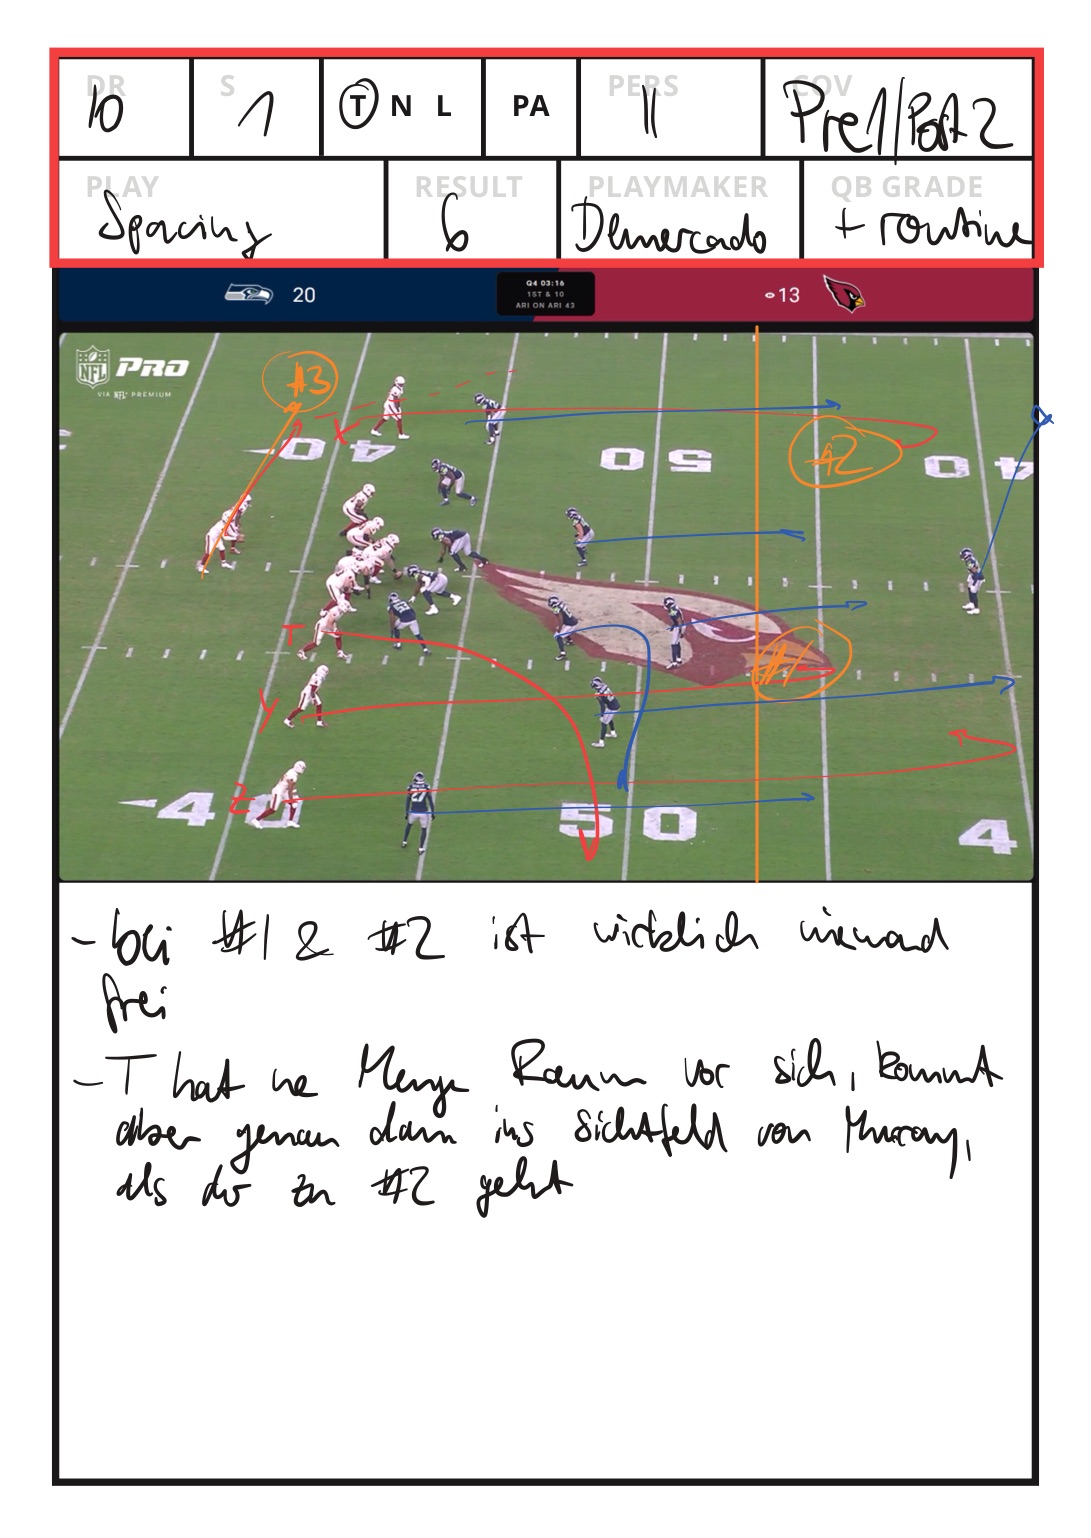 DR S T N L PA PERS COV
10 1 11 Pre1/Post 2
PLAY RESULT PLAYMAKER QB GRADE
Spacing 6 Demercado + routine
20 Q4 03:16 13
1ST & 10
ARI ON ARI 43
NFL PRO
VIA NFL+ PREMIUM
#3
X
#2
40 50 40
T
#1
Y
Z
27
40 50 4
- bei #1 & #2 ist wirklich niemand
frei
- T hat ne Menge Raum vor sich, kommt
aber genau dann ins Sichtfeld von Murray,
als der zu #2 geht